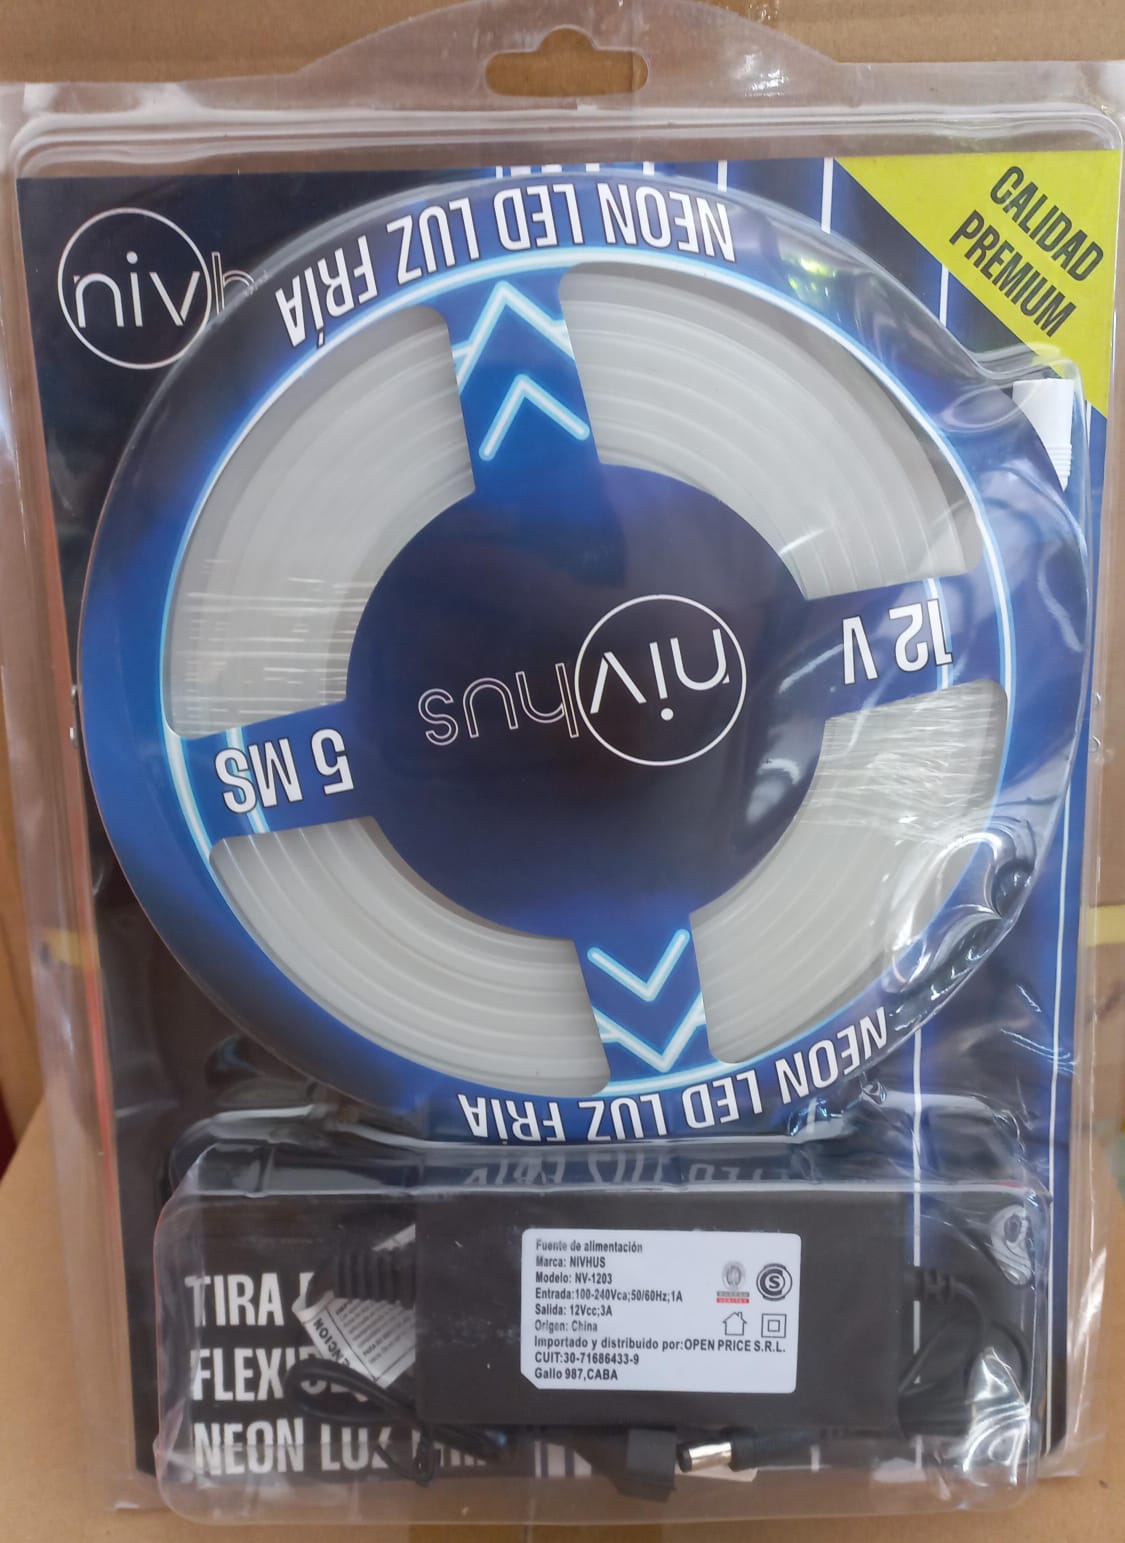 CALIDAD
PREMIUM
niv
NEON LED LUZ FRÍA
12 V
nivhus
5 MS
NEON LED LUZ FRÍA
Fuente de alimentación
Marca: NIVHUS
Modelo: NV-1203
Entrada:100-240Vca;50/60Hz;1A
Salida: 12Vcc;3A
Origen: China
Importado y distribuido por:OPEN PRICE S.R.L.
CUIT:30-71686433-9
Gallo 987,CABA
S
TIRA
NEON LUZ